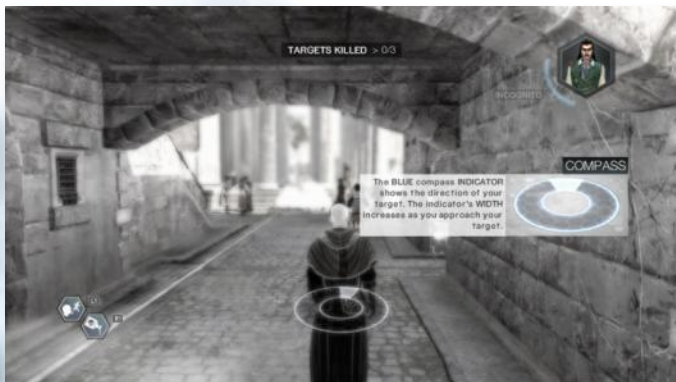 TARGETS KILLED > 0/3
INCOGNITO
COMPASS
The BLUE compass INDICATOR
shows the direction of your
target. The indicator's WIDTH
increases as you approach your
target.